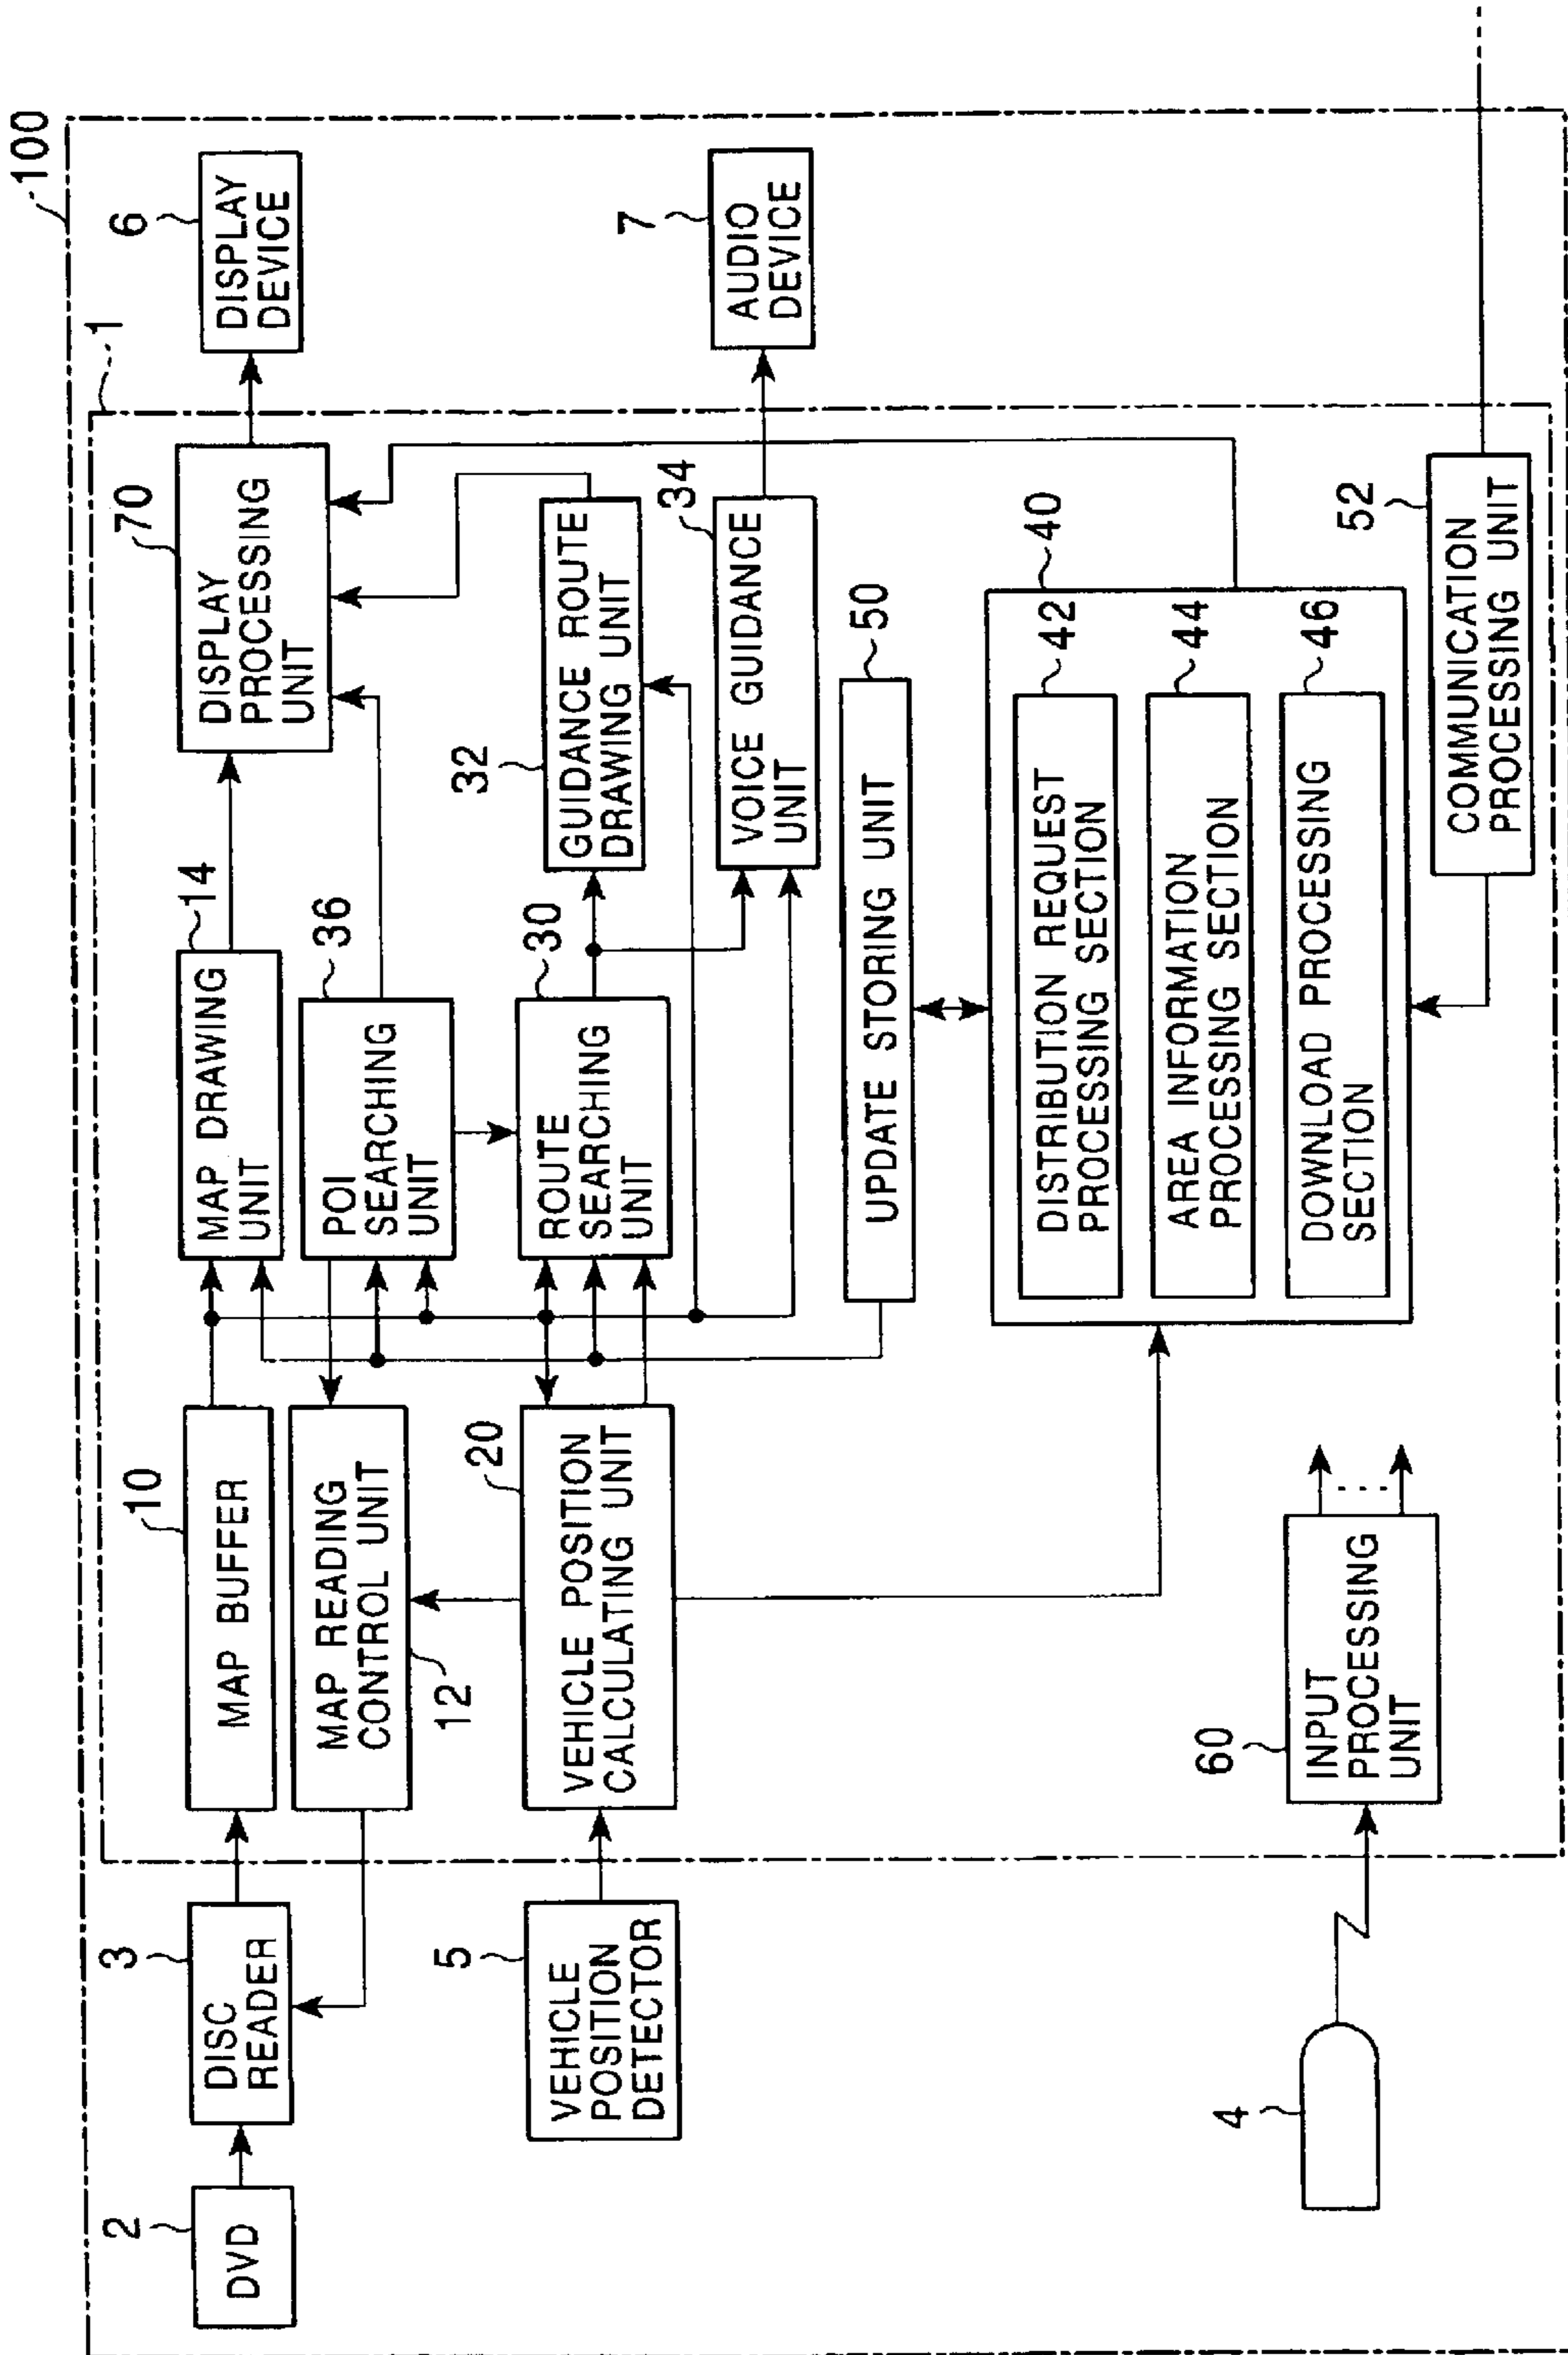 100
1
2
DVD
3
DISC
READER
10
MAP BUFFER
14
MAP DRAWING
UNIT
70
DISPLAY
PROCESSING
UNIT
6
DISPLAY
DEVICE
MAP READING
CONTROL UNIT
12
36
POI
SEARCHING
UNIT
5
VEHICLE
POSITION
DETECTOR
20
VEHICLE POSITION
CALCULATING UNIT
30
ROUTE
SEARCHING
UNIT
32
GUIDANCE ROUTE
DRAWING UNIT
34
VOICE GUIDANCE
UNIT
7
AUDIO
DEVICE
50
UPDATE STORING UNIT
40
42
DISTRIBUTION REQUEST
PROCESSING SECTION
44
AREA INFORMATION
PROCESSING SECTION
46
DOWNLOAD PROCESSING
SECTION
4
60
INPUT
PROCESSING
UNIT
52
COMMUNICATION
PROCESSING UNIT